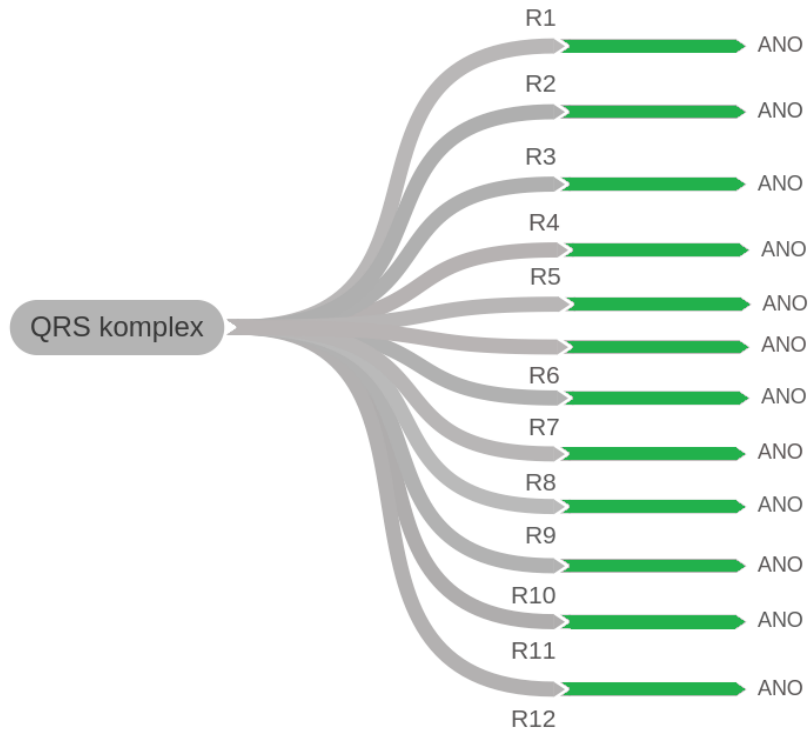 R1
ANO
R2
ANO
R3
ANO
R4
ANO
R5
ANO
QRS komplex
ANO
R6
ANO
R7
ANO
R8
ANO
R9
ANO
R10
ANO
R11
ANO
R12